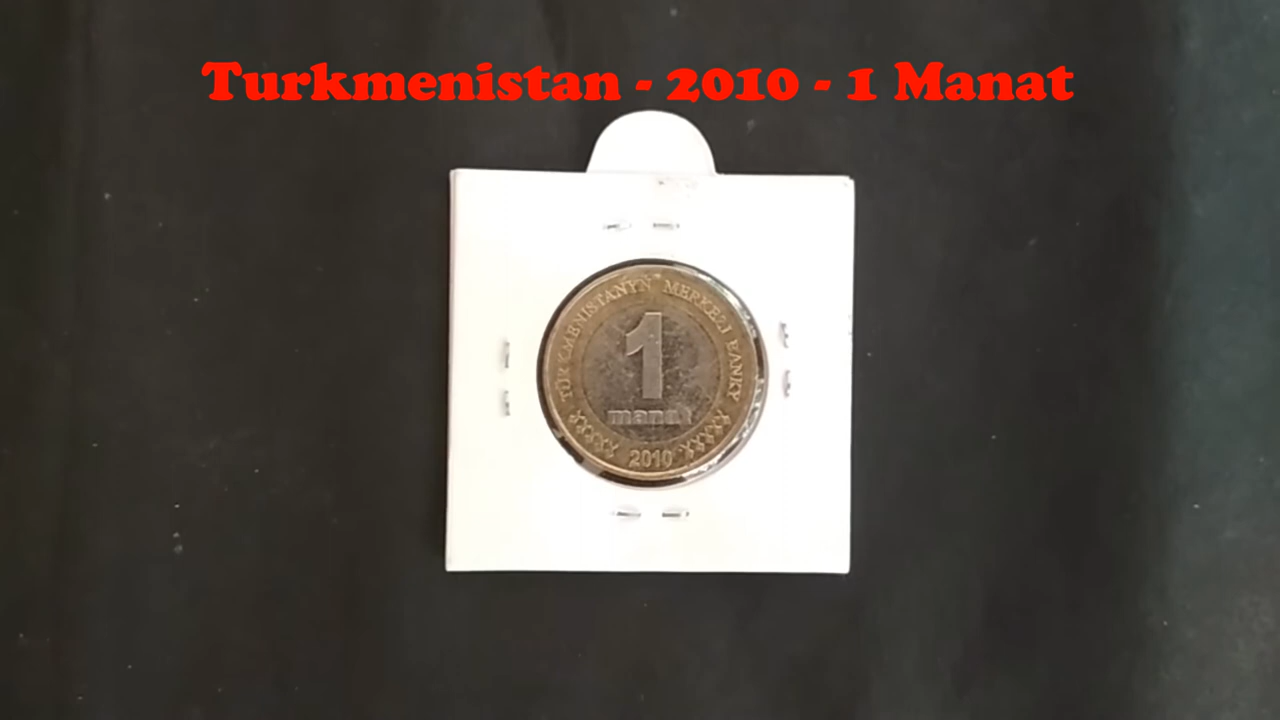 Turkmenistan - 2010 - 1 Manat
TÜRKMENISTANYŇ MERKEZI BANKY
1
manat
2010